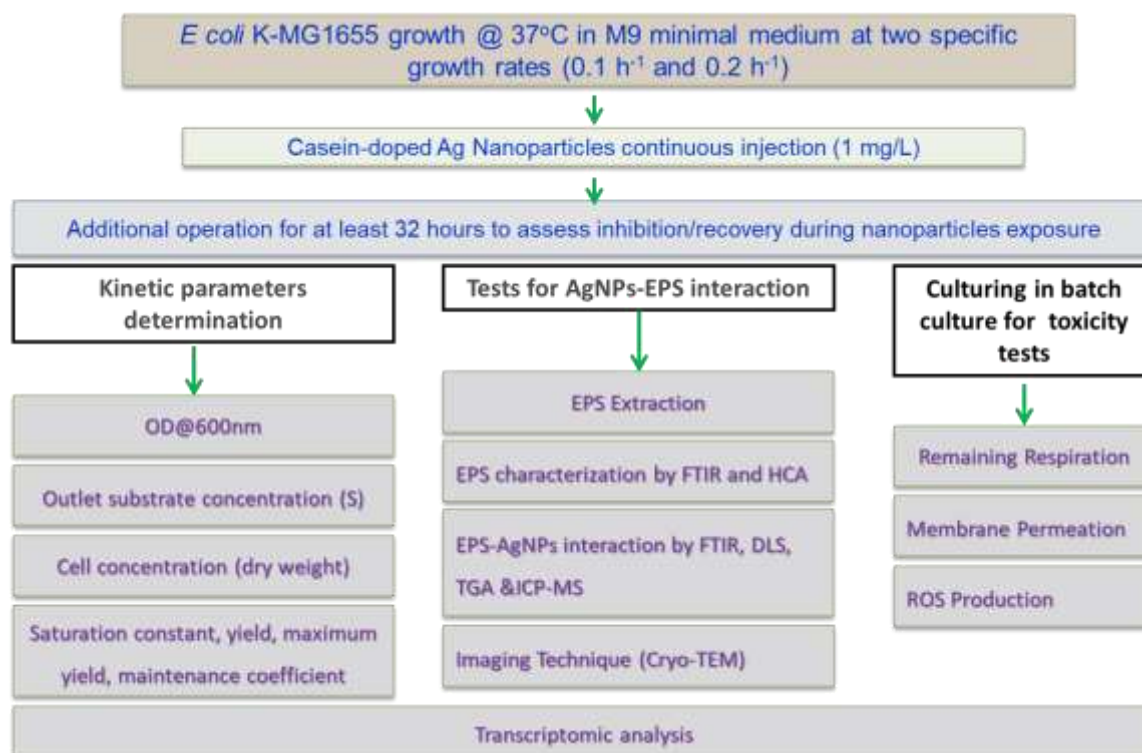 E coli K-MG1655 growth @ 37°C in M9 minimal medium at two specific
growth rates (0.1 h⁻¹ and 0.2 h⁻¹)
Casein-doped Ag Nanoparticles continuous injection (1 mg/L)
Additional operation for at least 32 hours to assess inhibition/recovery during nanoparticles exposure
Kinetic parameters
determination
OD@600nm
Outlet substrate concentration (S)
Cell concentration (dry weight)
Saturation constant, yield, maximum
yield, maintenance coefficient
Tests for AgNPs-EPS interaction
EPS Extraction
EPS characterization by FTIR and HCA
EPS-AgNPs interaction by FTIR, DLS,
TGA &ICP-MS
Imaging Technique (Cryo-TEM)
Culturing in batch
culture for toxicity
tests
Remaining Respiration
Membrane Permeation
ROS Production
Transcriptomic analysis